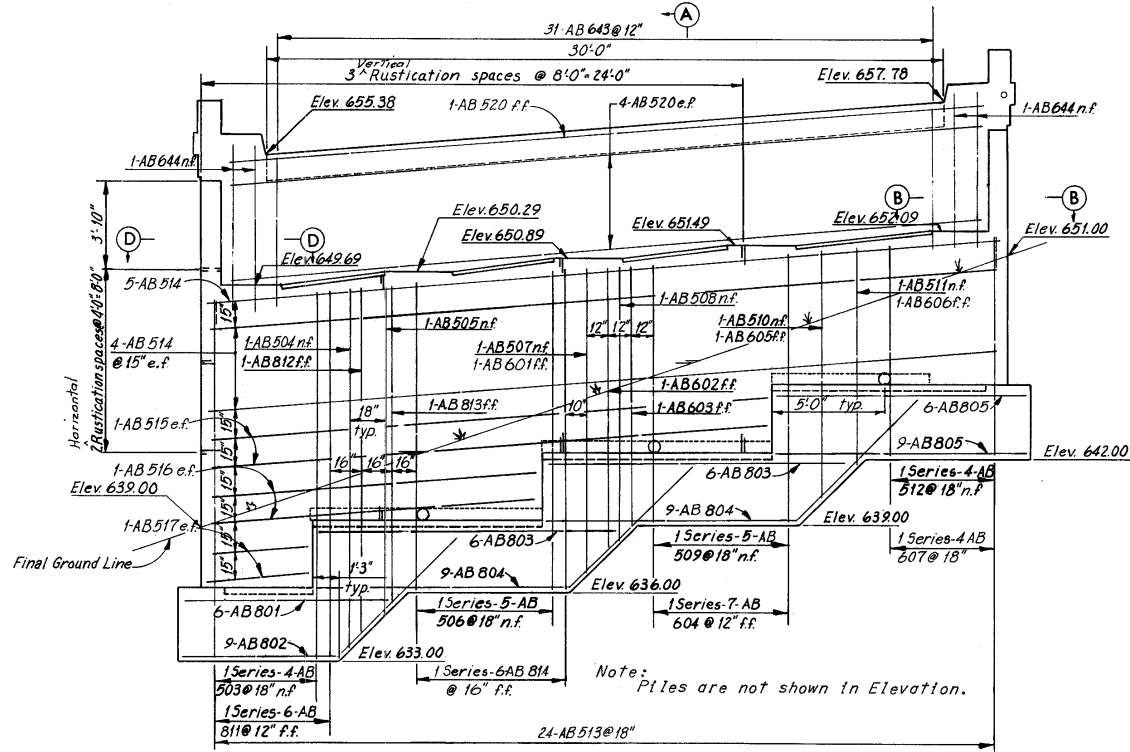 31-AB 643 @ 12"
A
30'-0"
3 Vertical Rustication spaces @ 8'-0" = 24'-0"
Elev. 657.78
Elev. 655.38
1-AB 520 f.f.
4-AB 520 e.f.
1-AB 644 n.f.
1-AB 644 n.f.
3'-10"
D
D
B
B
Elev. 650.29
Elev. 651.49
Elev. 652.09
Elev. 650.89
Elev. 651.00
Elev. 649.69
5-AB 514
15"
1-AB 508 n.f.
1-AB 511 n.f.
1-AB 606 f.f.
1-AB 505 n.f.
12" 12" 12"
1-AB 510 n.f.
1-AB 605 f.f.
4-AB 514
@ 15" e.f.
1-AB 504 n.f.
1-AB 812 f.f.
1-AB 507 n.f.
1-AB 601 f.f.
Horizontal
2 Rustication spaces @ 4'-0" = 8'-0"
1-AB 602 f.f.
18"
typ.
1-AB 813 f.f.
10"
1-AB 603 f.f.
5'-0" typ.
6-AB 805
1-AB 515 e.f.
15"
15"
15"
15"
15"
9-AB 805
Elev. 642.00
1-AB 516 e.f.
16" 16" 16"
6-AB 803
1 Series-4-AB
512 @ 18" n.f.
Elev. 639.00
1-AB 517 e.f.
9-AB 804
Elev. 639.00
6-AB 803
1 Series-5-AB
509 @ 18" n.f.
1 Series-4-AB
607 @ 18"
Final Ground Line
1'-3"
typ.
9-AB 804
Elev. 636.00
6-AB 801
1 Series-5-AB
506 @ 18" n.f.
1 Series-7-AB
604 @ 12" f.f.
9-AB 802
Elev. 633.00
1 Series-4-AB
503 @ 18" n.f
1 Series-6-AB 814
@ 16" f.f.
Note:
Piles are not shown in Elevation.
1 Series-6-AB
811 @ 12" f.f.
24-AB 513 @ 18"